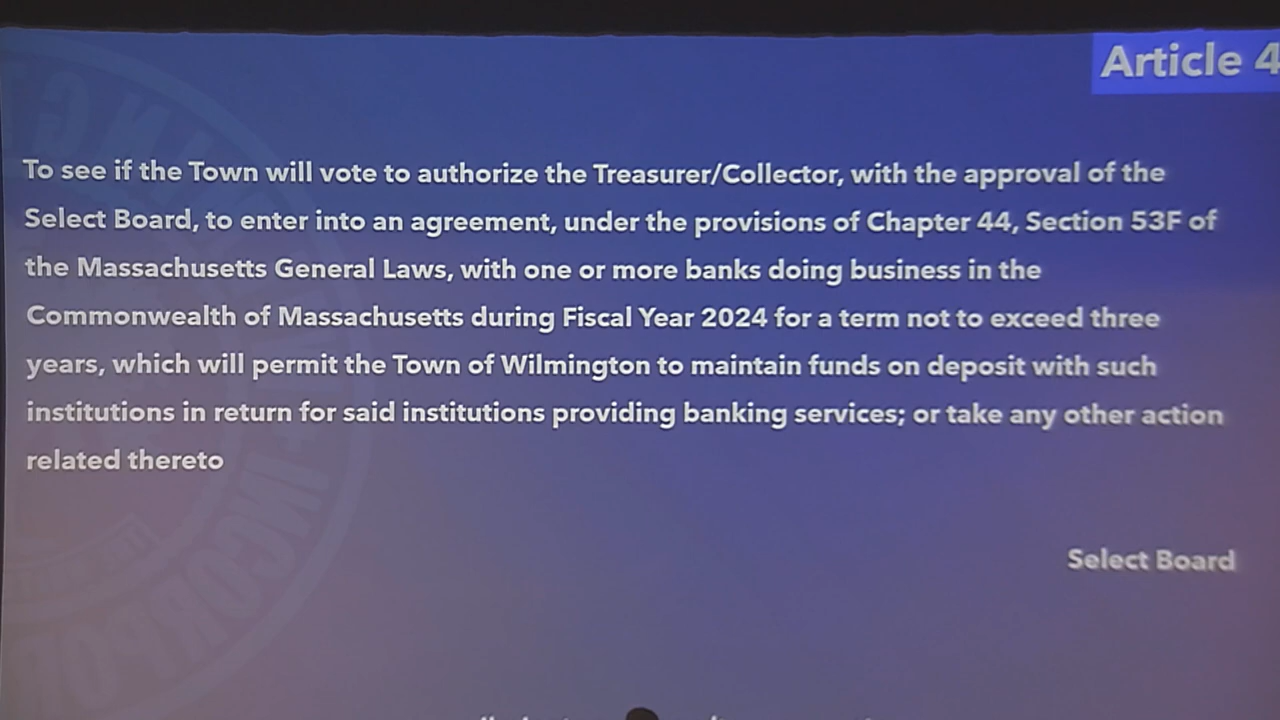 Article 4
To see if the Town will vote to authorize the Treasurer/Collector, with the approval of the
Select Board, to enter into an agreement, under the provisions of Chapter 44, Section 53F of
the Massachusetts General Laws, with one or more banks doing business in the
Commonwealth of Massachusetts during Fiscal Year 2024 for a term not to exceed three
years, which will permit the Town of Wilmington to maintain funds on deposit with such
institutions in return for said institutions providing banking services; or take any other action
related thereto
Select Board